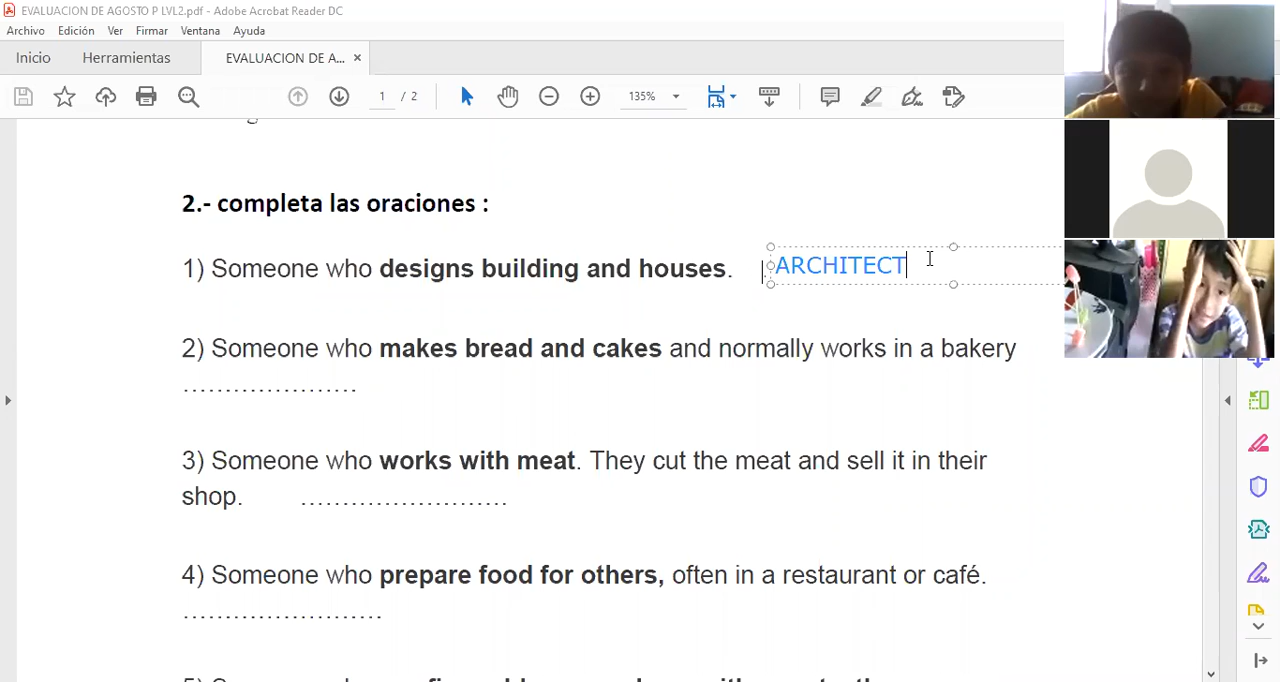 EVALUACION DE AGOSTO P LVL2.pdf - Adobe Acrobat Reader DC
Archivo Edición Ver Firmar Ventana Ayuda
Inicio Herramientas EVALUACION DE A... ×
1 / 2 135%
2.- completa las oraciones :
1) Someone who designs building and houses. ARCHITECT
2) Someone who makes bread and cakes and normally works in a bakery
.....................
3) Someone who works with meat. They cut the meat and sell it in their
shop. .........................
4) Someone who prepare food for others, often in a restaurant or café.
........................